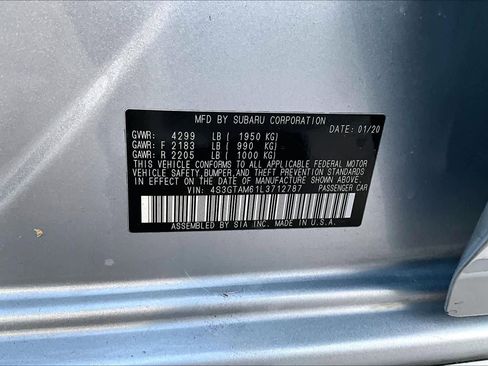 MFD BY SUBARU CORPORATION
GVWR: 4299 LB ( 1950 KG) DATE: 01/20
GAWR: F 2183 LB ( 990 KG)
GAWR: R 2205 LB ( 1000 KG)
THIS VEHICLE CONFORMS TO ALL APPLICABLE FEDERAL MOTOR
VEHICLE SAFETY, BUMPER, AND THEFT PREVENTION STANDARDS
IN EFFECT ON THE DATE OF MANUFACTURE SHOWN ABOVE.
VIN: 4S3GTAM61L3712787 PASSENGER CAR
ASSEMBLED BY SIA INC. MADE IN U.S.A.